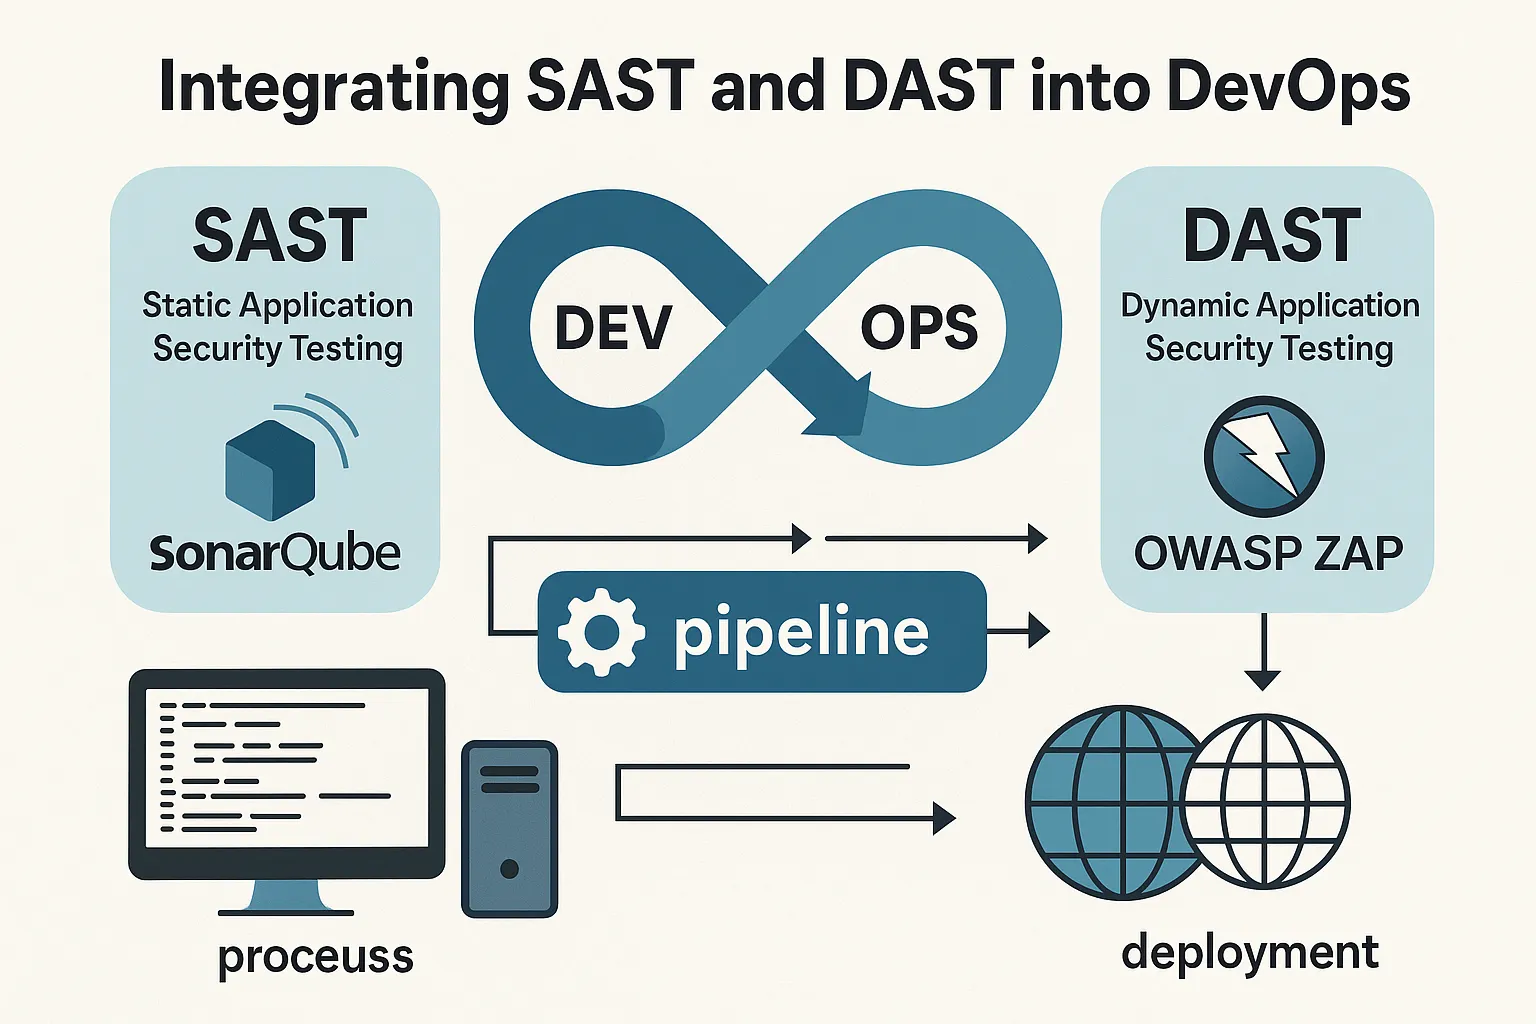 Integrating SAST and DAST into DevOps
SAST
Static Application
Security Testing
SonarQube
DEV
OPS
DAST
Dynamic Application
Security Testing
OWASP ZAP
pipeline
proceuss
deployment